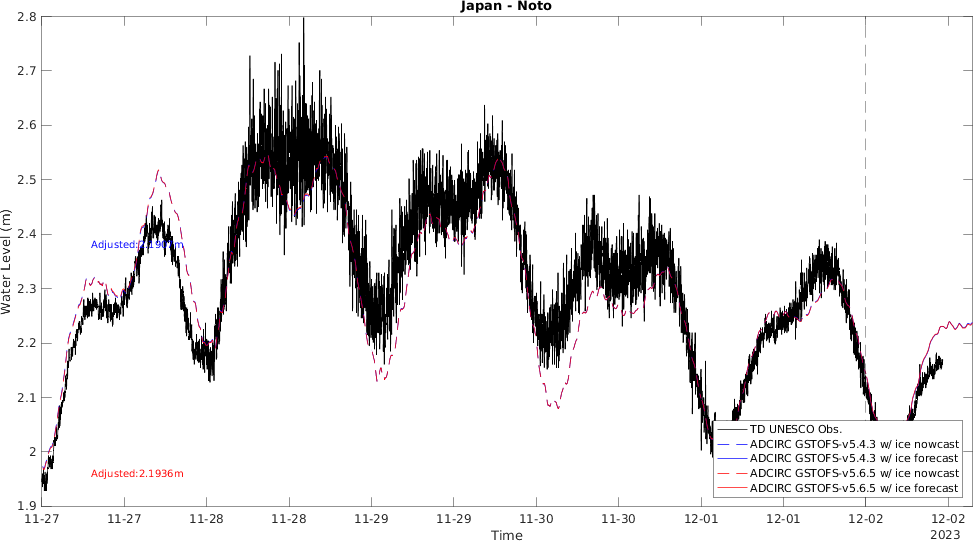 Japan - Noto
Water Level (m)
2.8
2.7
2.6
2.5
2.4
2.3
2.2
2.1
2
1.9
Adjusted:2.1936m
TD UNESCO Obs.
ADCIRC GSTOFS-v5.4.3 w/ ice nowcast
ADCIRC GSTOFS-v5.4.3 w/ ice forecast
ADCIRC GSTOFS-v5.6.5 w/ ice nowcast
ADCIRC GSTOFS-v5.6.5 w/ ice forecast
11-27 11-27 11-28 11-28 11-29 11-29 11-30 11-30 12-01 12-01 12-02 12-02
Time
2023